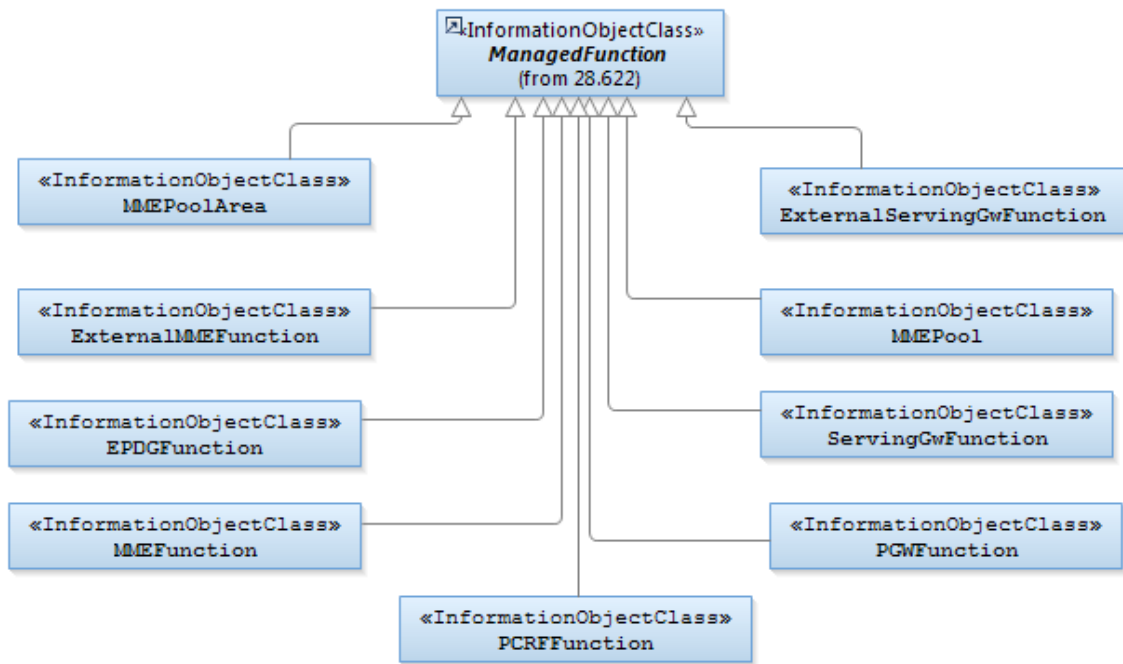 «InformationObjectClass»
ManagedFunction
(from 28.622)
«InformationObjectClass»
MMEPoolArea
«InformationObjectClass»
ExternalServingGwFunction
«InformationObjectClass»
ExternalMMEFunction
«InformationObjectClass»
MMEPool
«InformationObjectClass»
EPDGFunction
«InformationObjectClass»
ServingGwFunction
«InformationObjectClass»
MMEFunction
«InformationObjectClass»
PGWFunction
«InformationObjectClass»
PCRFFunction